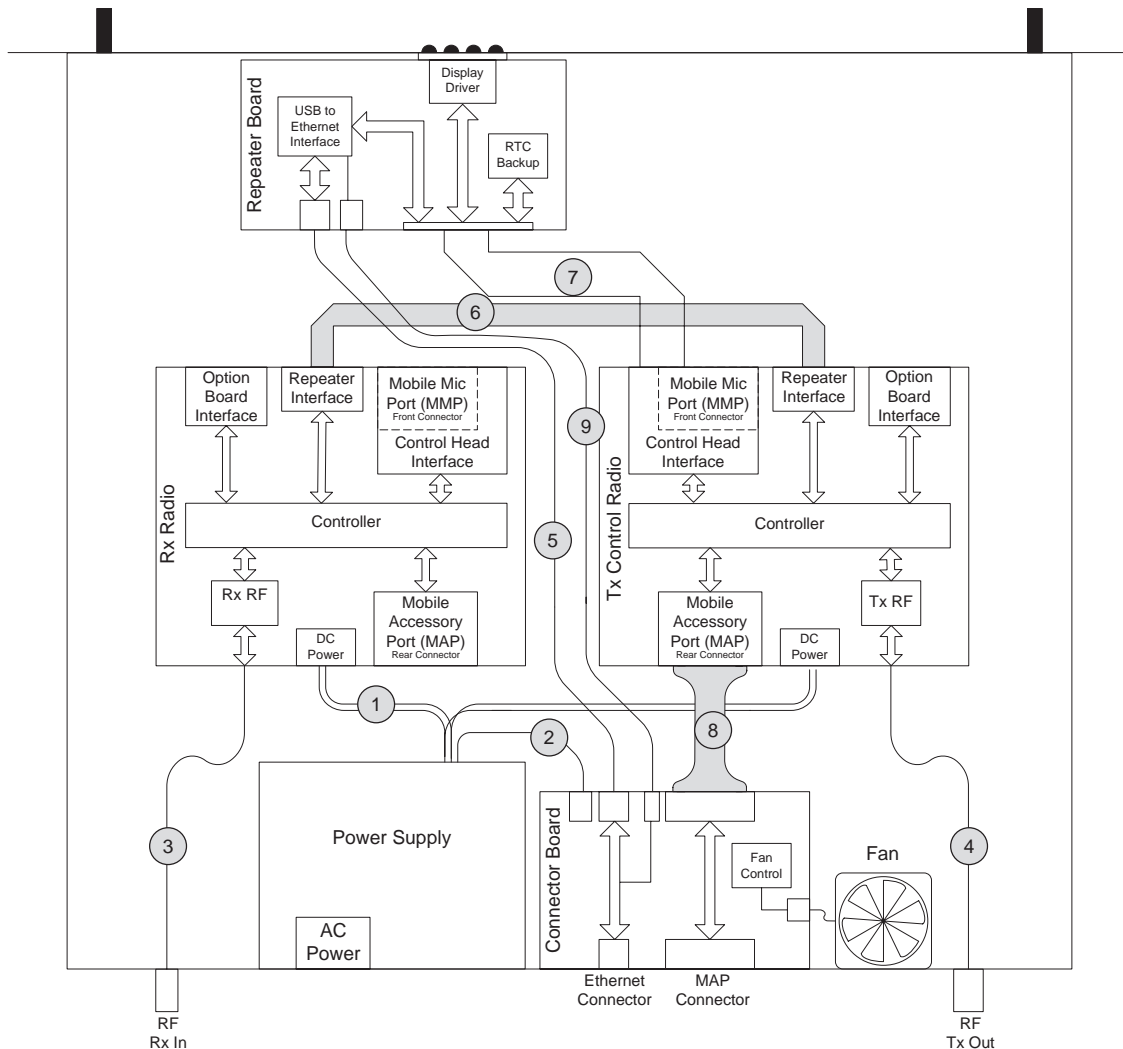 Repeater Board
Display
Driver
USB to
Ethernet
Interface
RTC
Backup
7
6
Rx Radio
Option
Board
Interface
Repeater
Interface
Mobile Mic
Port (MMP)
Front Connector
Control Head
Interface
Controller
Rx RF
Mobile
Accessory
Port (MAP)
Rear Connector
DC
Power
9
5
Tx Control Radio
Mobile Mic
Port (MMP)
Front Connector
Control Head
Interface
Repeater
Interface
Option
Board
Interface
Controller
Mobile
Accessory
Port (MAP)
Rear Connector
DC
Power
Tx RF
1
2
8
3
4
Power Supply
AC
Power
Connector Board
Fan
Control
Fan
Ethernet
Connector
MAP
Connector
RF
Rx In
RF
Tx Out